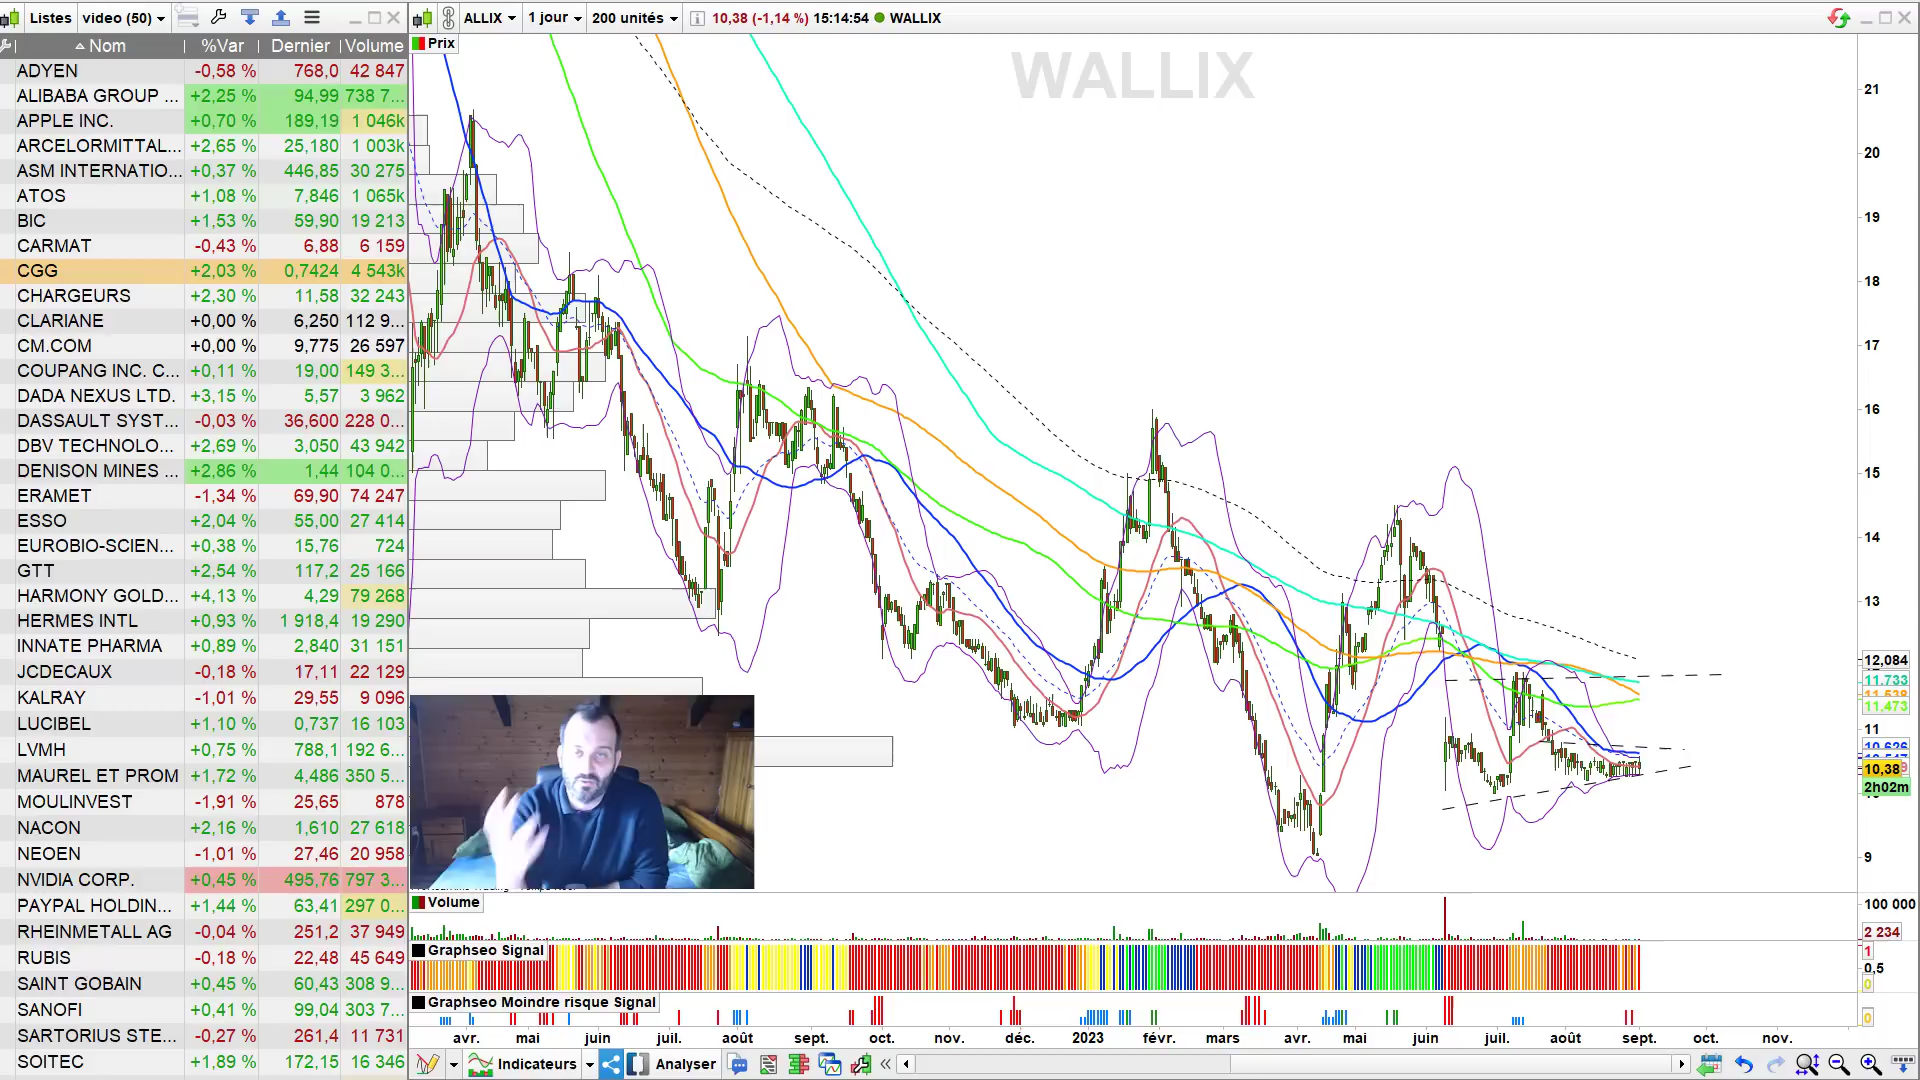 Listes video (50)
ALLIX 1 jour 200 unités 10,38 (-1,14 %) 15:14:54 WALLIX
Nom %Var Dernier Volume
Prix
WALLIX
ADYEN -0,58 % 768,0 42 847
ALIBABA GROUP ... +2,25 % 94,99 738 7...
APPLE INC. +0,70 % 189,19 1 046k
ARCELORMITTAL... +2,65 % 25,180 1 003k
ASM INTERNATIO... +0,37 % 446,85 30 275
ATOS +1,08 % 7,846 1 065k
BIC +1,53 % 59,90 19 213
CARMAT -0,43 % 6,88 6 159
CGG +2,03 % 0,7424 4 543k
CHARGEURS +2,30 % 11,58 32 243
CLARIANE +0,00 % 6,250 112 9...
CM.COM +0,00 % 9,775 26 597
COUPANG INC. C... +0,11 % 19,00 149 3...
DADA NEXUS LTD. +3,15 % 5,57 3 962
DASSAULT SYST... -0,03 % 36,600 228 0...
DBV TECHNOLO... +2,69 % 3,050 43 942
DENISON MINES ... +2,86 % 1,44 104 0...
ERAMET -1,34 % 69,90 74 247
ESSO +2,04 % 55,00 27 414
EUROBIO-SCIEN... +0,38 % 15,76 724
GTT +2,54 % 117,2 25 166
HARMONY GOLD... +4,13 % 4,29 79 268
HERMES INTL +0,93 % 1 918,4 19 290
INNATE PHARMA +0,89 % 2,840 31 151
JCDECAUX -0,18 % 17,11 22 129
KALRAY -1,01 % 29,55 9 096
LUCIBEL +1,10 % 0,737 16 103
LVMH +0,75 % 788,1 192 6...
MAUREL ET PROM +1,72 % 4,486 350 5...
MOULINVEST -1,91 % 25,65 878
NACON +2,16 % 1,610 27 618
NEOEN -1,01 % 27,46 20 958
NVIDIA CORP. +0,45 % 495,76 797 3...
PAYPAL HOLDIN... +1,44 % 63,41 297 0...
RHEINMETALL AG -0,04 % 251,2 37 949
RUBIS -0,18 % 22,48 45 649
SAINT GOBAIN +0,45 % 60,43 308 9...
SANOFI +0,41 % 99,04 303 7...
SARTORIUS STE... -0,27 % 261,4 11 731
SOITEC +1,89 % 172,15 16 346
21
20
19
18
17
16
15
14
13
12,084
11.733
11,473
11
10,38
2h02m
9
Volume
100 000
2 234
Graphseo Signal
1
0,5
0
Graphseo Moindre risque Signal
0
avr. mai juin juil. août sept. oct. nov. déc. 2023 févr. mars avr. mai juin juil. août sept. oct. nov.
Indicateurs Analyser